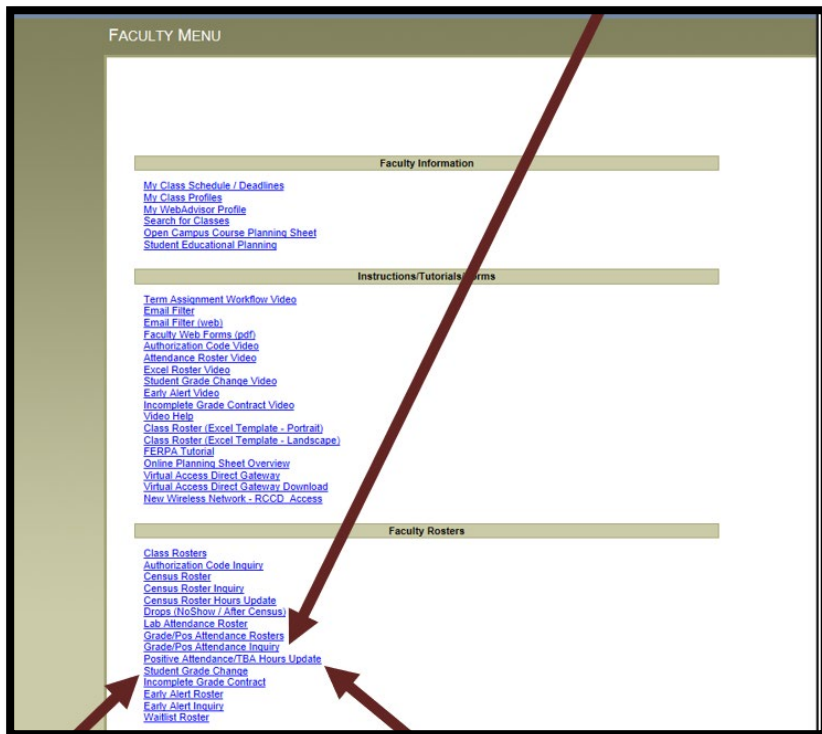 FACULTY MENU
Faculty Information
My Class Schedule / Deadlines
My Class Profiles
My WebAdvisor Profile
Search for Classes
Open Campus Course Planning Sheet
Student Educational Planning
Instructions/Tutorials/Forms
Term Assignment Workflow Video
Email Filter
Email Filter (web)
Faculty Web Forms (pdf)
Authorization Code Video
Attendance Roster Video
Excel Roster Video
Student Grade Change Video
Early Alert Video
Incomplete Grade Contract Video
Video Help
Class Roster (Excel Template - Portrait)
Class Roster (Excel Template - Landscape)
FERPA Tutorial
Online Planning Sheet Overview
Virtual Access Direct Gateway
Virtual Access Direct Gateway Download
New Wireless Network - RCCD_Access
Faculty Rosters
Class Rosters
Authorization Code Inquiry
Census Roster
Census Roster Inquiry
Census Roster Hours Update
Drops (NoShow / After Census)
Lab Attendance Roster
Grade/Pos Attendance Rosters
Grade/Pos Attendance Inquiry
Positive Attendance/TBA Hours Update
Student Grade Change
Incomplete Grade Contract
Early Alert Roster
Early Alert Inquiry
Waitlist Roster